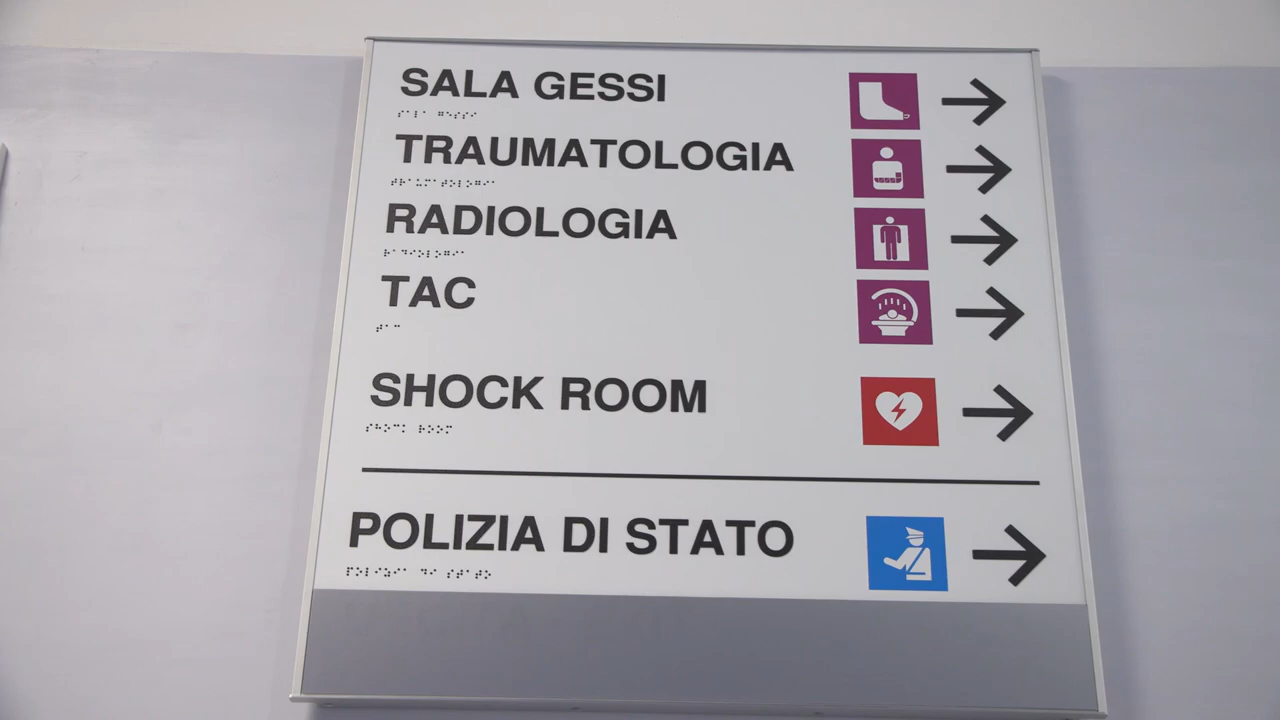 SALA GESSI
⠎⠁⠇⠁ ⠛⠑⠎⠎⠊
TRAUMATOLOGIA
⠞⠗⠁⠥⠍⠁⠞⠕⠇⠕⠛⠊⠁
RADIOLOGIA
⠗⠁⠙⠊⠕⠇⠕⠛⠊⠁
TAC
⠞⠁⠉
SHOCK ROOM
⠎⠓⠕⠉⠅ ⠗⠕⠕⠍
POLIZIA DI STATO
⠏⠕⠇⠊⠵⠊⠁ ⠙⠊ ⠎⠞⠁⠞⠕